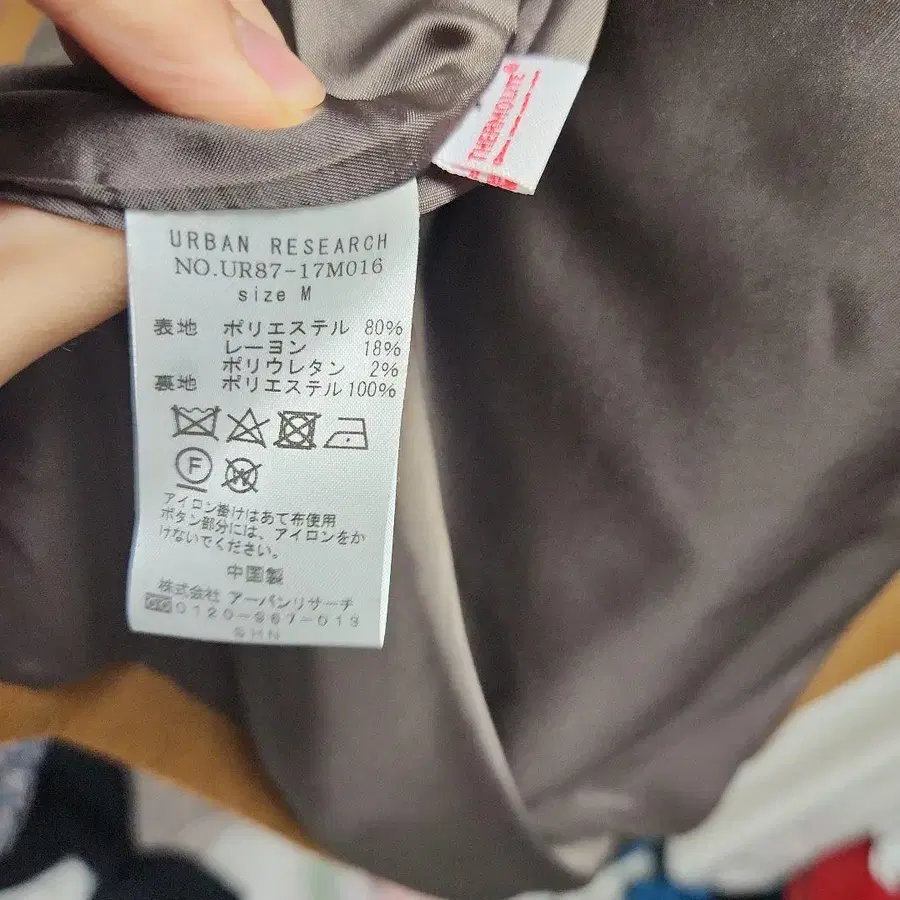 THERMOLITE®
URBAN RESEARCH
NO.UR87-17M016
size M
表地 ポリエステル 80%
レーヨン 18%
ポリウレタン 2%
裏地 ポリエステル 100%
F
W
アイロン掛けはあて布使用
ボタン部分には、アイロンをか
けないでください。
中国製
株式会社 アーバンリサーチ
0120-967-013
SHN